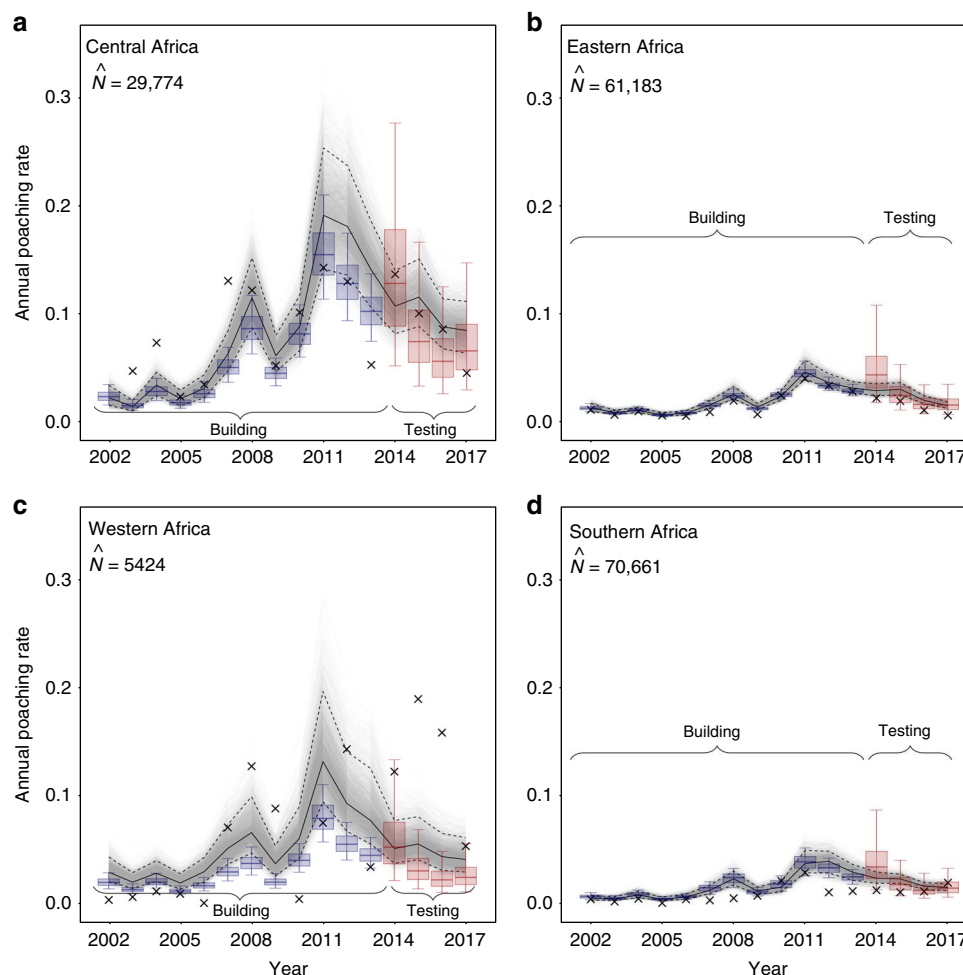 a
Central Africa
N̂ = 29,774
Annual poaching rate
0.3
0.2
0.1
0.0
Building
Testing
2002 2005 2008 2011 2014 2017
b
Eastern Africa
N̂ = 61,183
0.3
0.2
0.1
0.0
Building
Testing
2002 2005 2008 2011 2014 2017
c
Western Africa
N̂ = 5424
Annual poaching rate
0.3
0.2
0.1
0.0
Building
Testing
2002 2005 2008 2011 2014 2017
Year
d
Southern Africa
N̂ = 70,661
0.3
0.2
0.1
0.0
Building
Testing
2002 2005 2008 2011 2014 2017
Year